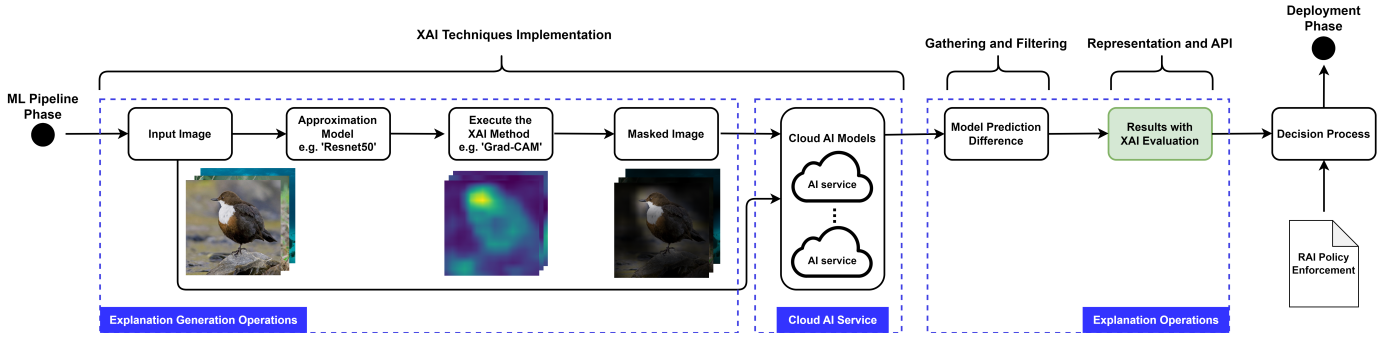 XAI Techniques Implementation
Gathering and Filtering
Representation and API
Deployment
Phase
ML Pipeline
Phase
Input Image
Approximation
Model
e.g. 'Resnet50'
Execute the
XAI Method
e.g. 'Grad-CAM'
Masked Image
Cloud AI Models
AI service
AI service
Model Prediction
Difference
Results with
XAI Evaluation
Decision Process
RAI Policy
Enforcement
Explanation Generation Operations
Cloud AI Service
Explanation Operations